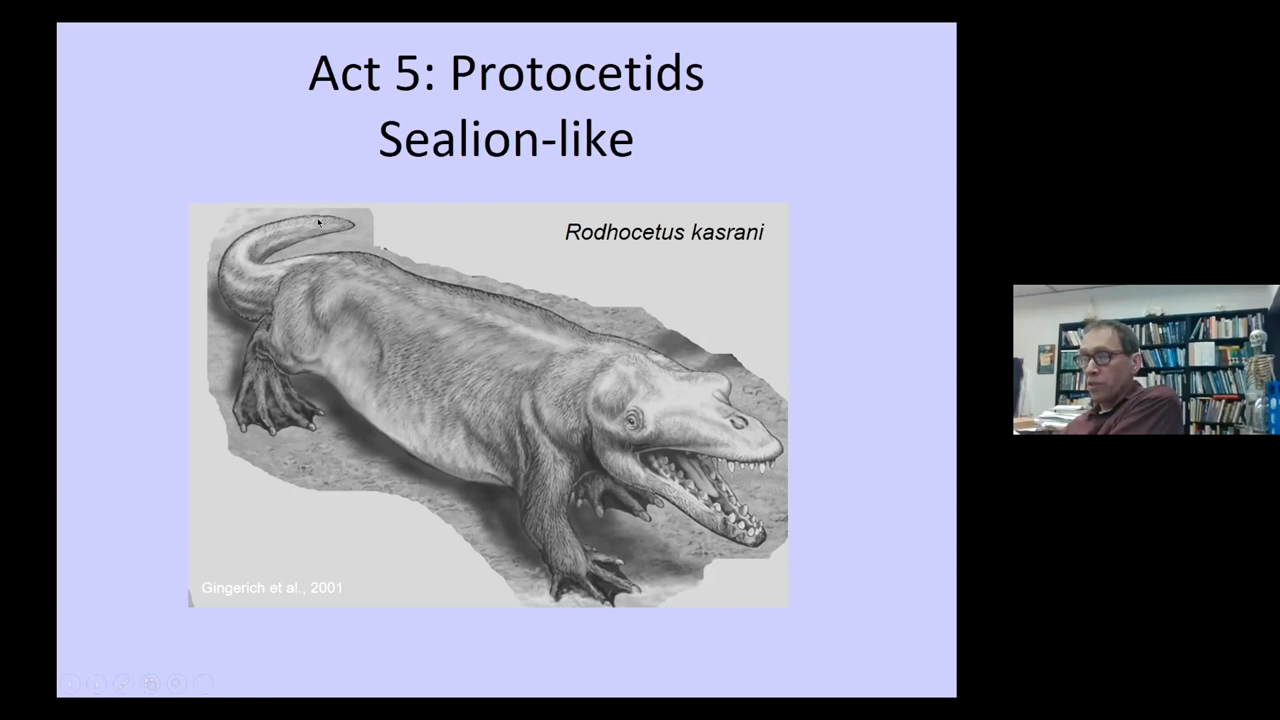 Act 5: Protocetids
Sealion-like
Rodhocetus kasrani
Gingerich et al., 2001